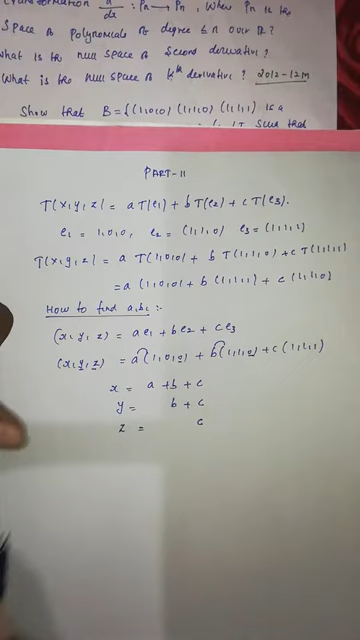 Transformation d/dx : Pn → Pn, when Pn is the
space of polynomials of degree ≤ n over R?
what is the null space of second derivative?
what is the null space of kth derivative? 2012-12M
Show that B = {(1,0,0) (1,1,0) (1,1,1) is a
such that
PART-11
T(x,y,z) = a T(e1) + b T(e2) + c T(e3).
e1 = 1,0,0, e2 = (1,1,0) e3 = (1,1,1)
T(x,y,z) = a T(1,0,0) + b T(1,1,0) + c T(1,1,1)
= a (1,0,0) + b (1,1,1) + c (1,1,0)
How to find a,b,c :-
(x,y,z) = a e1 + b e2 + c e3
(x,y,z) = a(1,0,0) + b(1,1,0) + c(1,1,1)
x = a + b + c
y = b + c
z = c